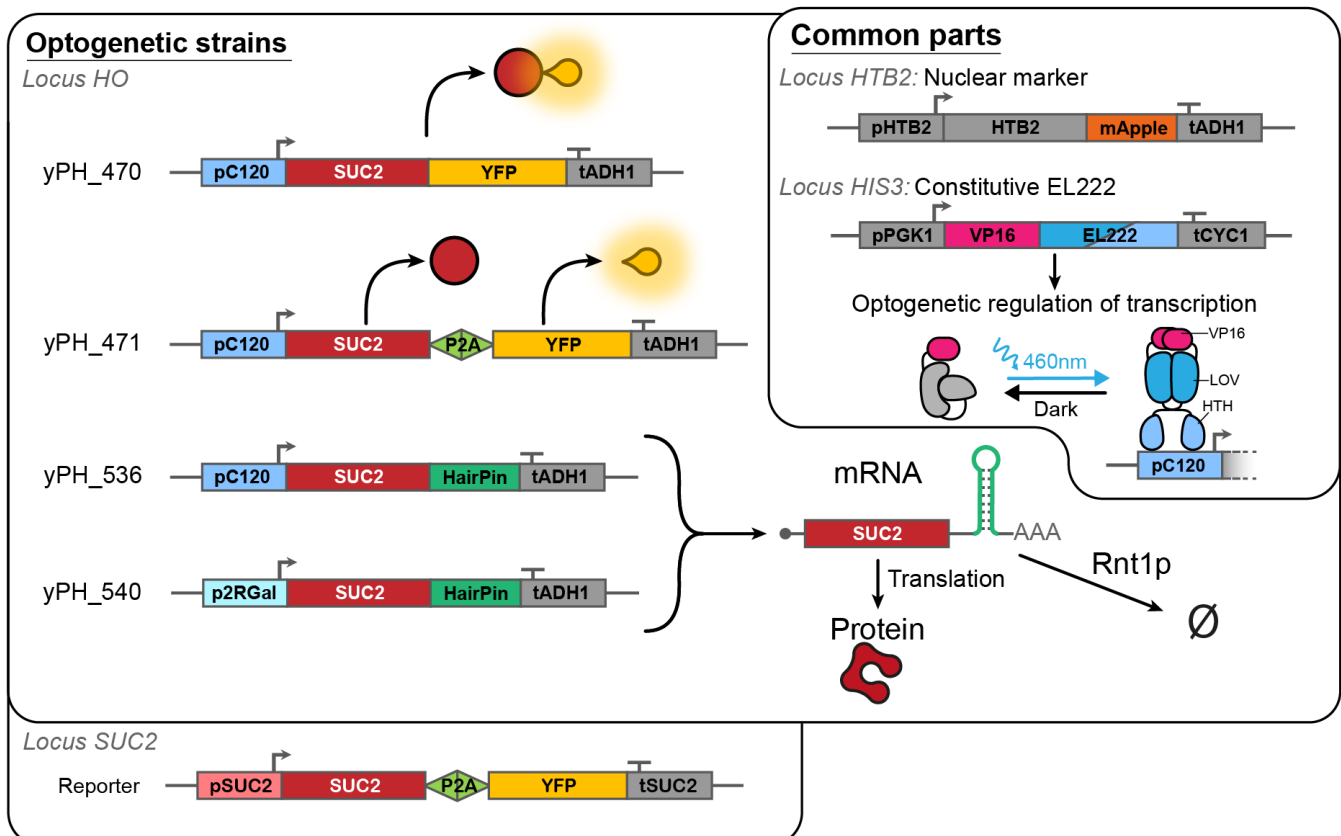 Optogenetic strains
Locus HO
yPH_470
pC120 SUC2 YFP tADH1
yPH_471
pC120 SUC2 P2A YFP tADH1
yPH_536
pC120 SUC2 HairPin tADH1
yPH_540
p2RGal SUC2 HairPin tADH1
mRNA
SUC2 AAA
Translation
Rnt1p
Protein
Ø
Common parts
Locus HTB2: Nuclear marker
pHTB2 HTB2 mApple tADH1
Locus HIS3: Constitutive EL222
pPGK1 VP16 EL222 tCYC1
Optogenetic regulation of transcription
460nm
Dark
VP16
LOV
HTH
pC120
Locus SUC2
Reporter
pSUC2 SUC2 P2A YFP tSUC2